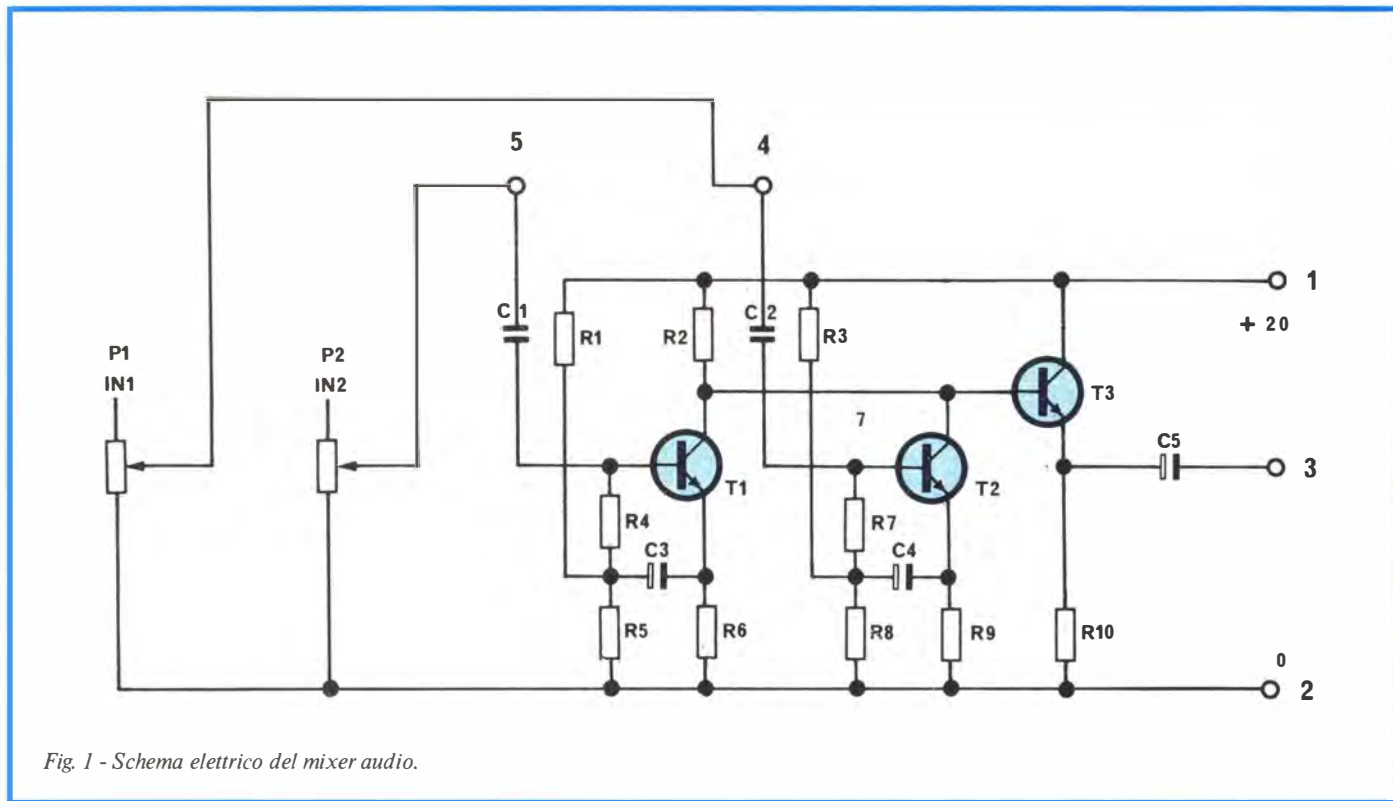 5
4
1
+ 20
C 1
R1
R2
C 2
R3
P1
IN1
P2
IN2
T3
7
C5
3
T1
T2
R4
R7
C3
C4
R5
R6
R8
R9
R10
0
2
Fig. 1 - Schema elettrico del mixer audio.